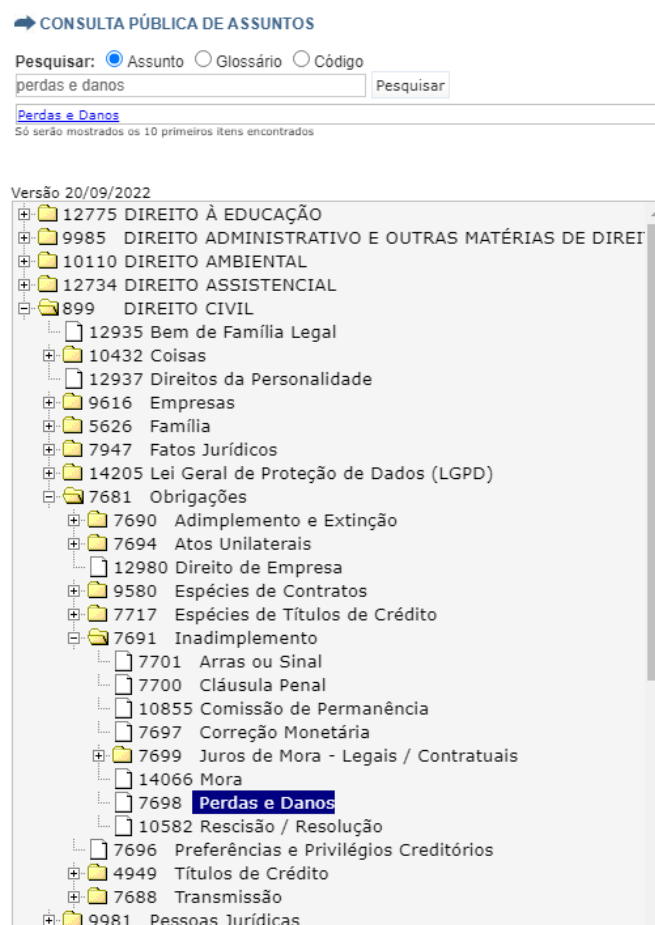 CONSULTA PÚBLICA DE ASSUNTOS
Pesquisar: Assunto Glossário Código
perdas e danos Pesquisar
Perdas e Danos
Só serão mostrados os 10 primeiros itens encontrados
Versão 20/09/2022
12775 DIREITO À EDUCAÇÃO
9985 DIREITO ADMINISTRATIVO E OUTRAS MATÉRIAS DE DIREI
10110 DIREITO AMBIENTAL
12734 DIREITO ASSISTENCIAL
899 DIREITO CIVIL
12935 Bem de Família Legal
10432 Coisas
12937 Direitos da Personalidade
9616 Empresas
5626 Família
7947 Fatos Jurídicos
14205 Lei Geral de Proteção de Dados (LGPD)
7681 Obrigações
7690 Adimplemento e Extinção
7694 Atos Unilaterais
12980 Direito de Empresa
9580 Espécies de Contratos
7717 Espécies de Títulos de Crédito
7691 Inadimplemento
7701 Arras ou Sinal
7700 Cláusula Penal
10855 Comissão de Permanência
7697 Correção Monetária
7699 Juros de Mora - Legais / Contratuais
14066 Mora
7698 Perdas e Danos
10582 Rescisão / Resolução
7696 Preferências e Privilégios Creditórios
4949 Títulos de Crédito
7688 Transmissão
9981 Pessoas Jurídicas